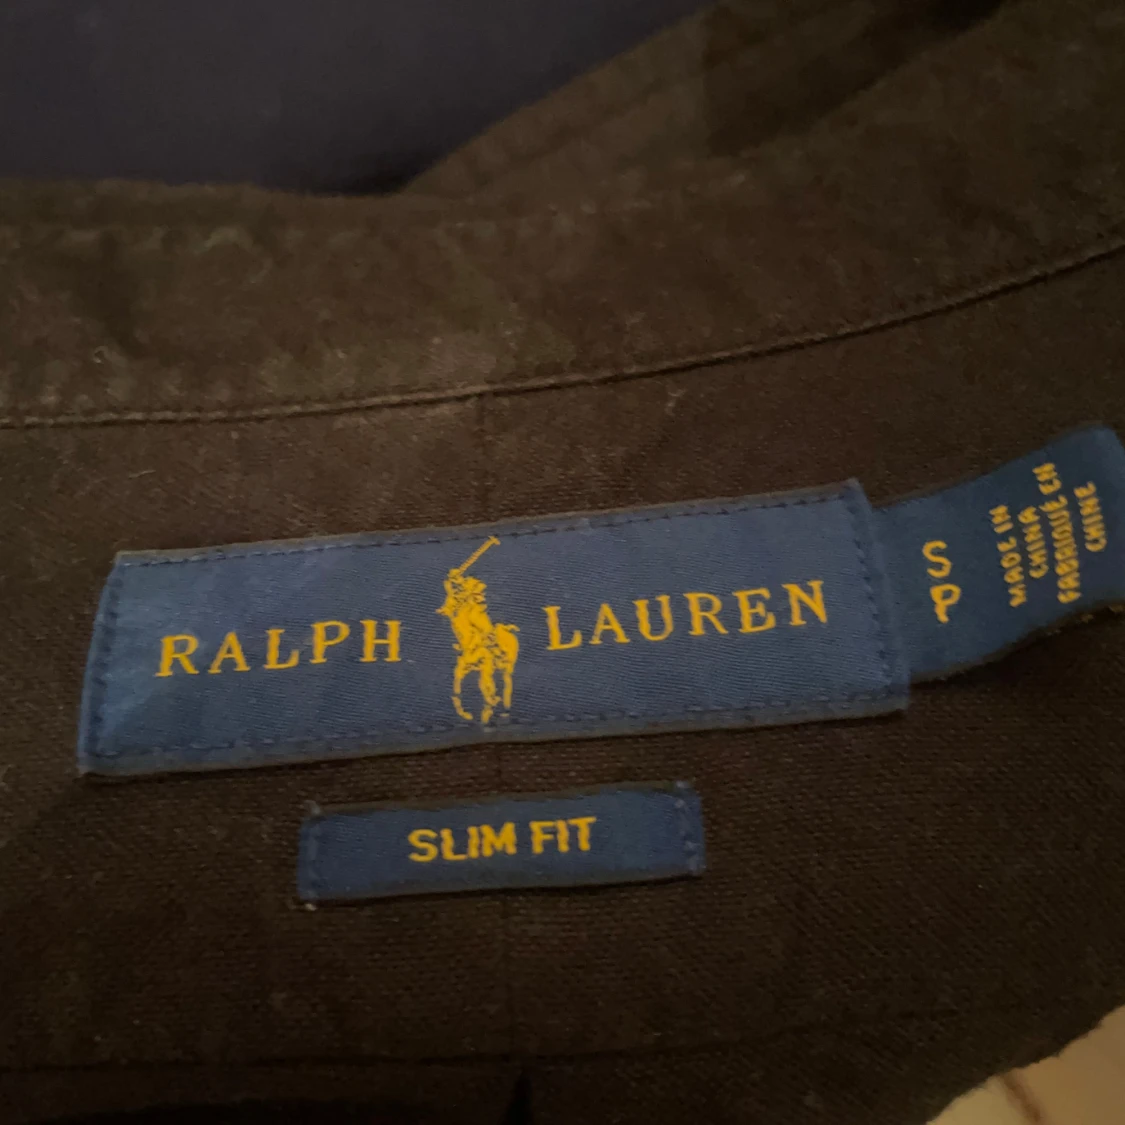 RALPH LAUREN
SLIM FIT
S
P
MADE IN
CHINA
FABRIQUÉ EN
CHINE